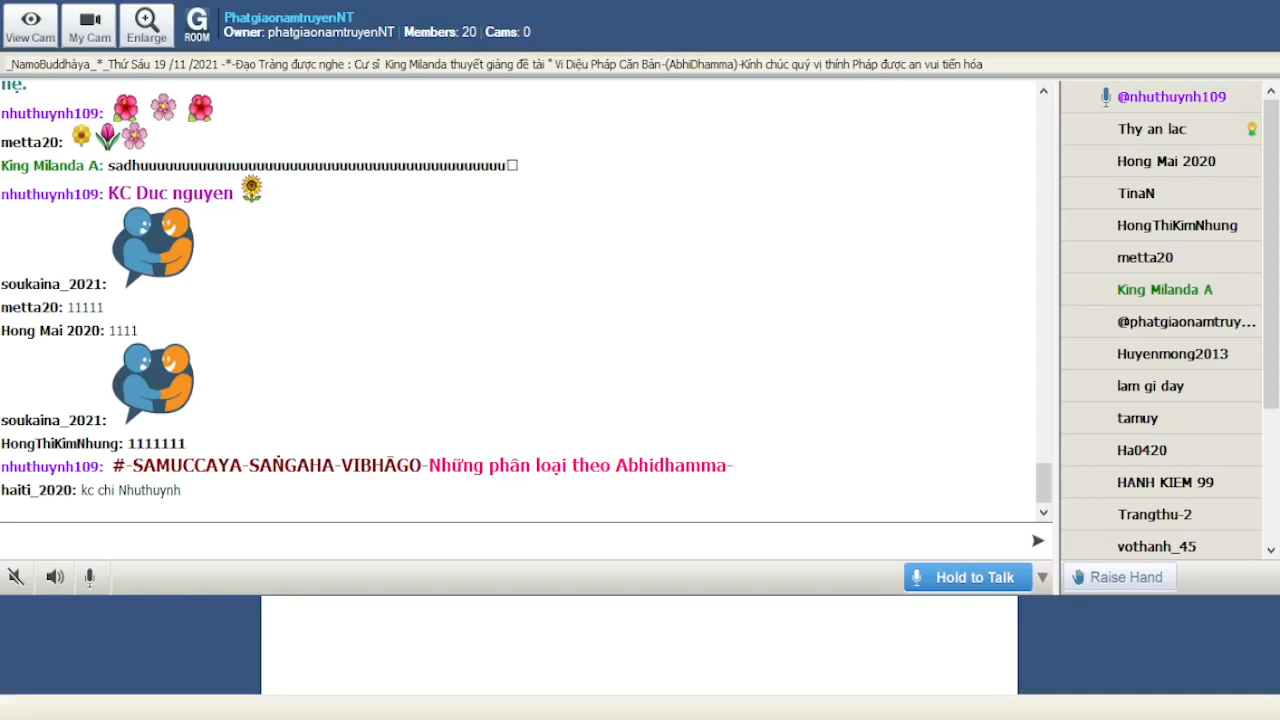 View Cam
My Cam
Enlarge
G
ROOM
PhatgiaonamtruyenNT
Owner: phatgiaonamtruyenNT | Members: 20 | Cams: 0
_NamoBuddhàya_*_Thứ Sáu 19 /11 /2021 -*-Đạo Tràng được nghe : Cư sĩ King Milanda thuyết giảng đề tài " Vi Diệu Pháp Căn Bản-(AbhiDhamma)-Kính chúc quý vị thính Pháp được an vui tiến hóa
nhuthuynh109:
metta20:
King Milanda A: sadhuuuuuuuuuuuuuuuuuuuuuuuuuuuuuuuuuuuuuuuuu
nhuthuynh109: KC Duc nguyen
soukaina_2021:
metta20: 11111
Hong Mai 2020: 1111
soukaina_2021:
HongThiKimNhung: 1111111
nhuthuynh109: #-SAMUCCAYA-SAṄGAHA-VIBHĀGO-Những phân loại theo Abhidhamma-
haiti_2020: kc chi Nhuthuynh
Hold to Talk
@nhuthuynh109
Thy an lac
Hong Mai 2020
TinaN
HongThiKimNhung
metta20
King Milanda A
@phatgiaonamtruy...
Huyenmong2013
lam gi day
tamuy
Ha0420
HANH KIEM 99
Trangthu-2
vothanh_45
Raise Hand